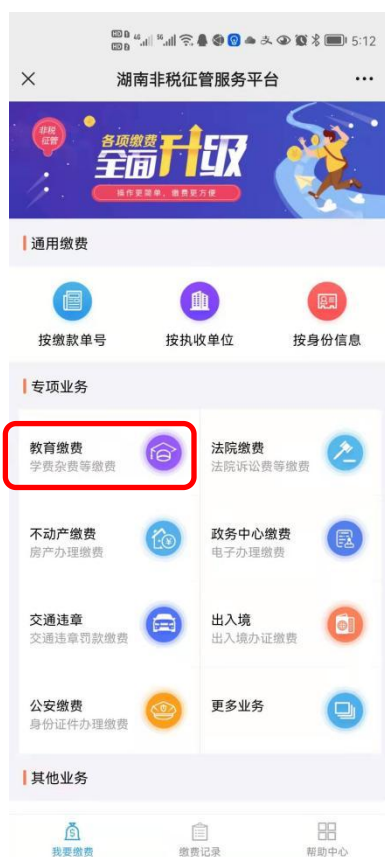 HD HD 46 56 5:12
湖南非税征管服务平台
非税
征管
各项缴费
全面升级
操作更简单，缴费更方便
通用缴费
按缴款单号 按执收单位 按身份信息
专项业务
教育缴费 法院缴费
学费杂费等缴费 法院诉讼费等缴费
不动产缴费 政务中心缴费
房产办理缴费 电子办理缴费
交通违章 出入境
交通违章罚款缴费 出入境办证缴费
公安缴费 更多业务
身份证件办理缴费
其他业务
我要缴费 缴费记录 帮助中心